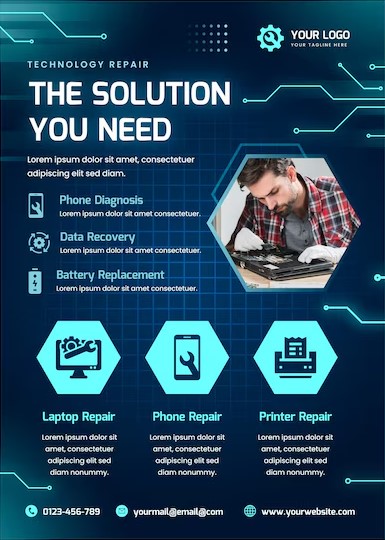 YOUR LOGO
YOUR TAGLINE HERE
TECHNOLOGY REPAIR
THE SOLUTION
YOU NEED
Lorem ipsum dolor sit amet, consectetuer
adipiscing elit sed diam.
Phone Diagnosis
Lorem ipsum dolor sit amet consectetuer.
Data Recovery
Lorem ipsum dolor sit amet consectetuer.
Battery Replacement
Lorem ipsum dolor sit amet consectetuer.
Laptop Repair
Lorem ipsum dolor sit
amet, consectetuer
adipiscing elit sed
diam nonummy.
Phone Repair
Lorem ipsum dolor sit
amet, consectetuer
adipiscing elit sed
diam nonummy.
Printer Repair
Lorem ipsum dolor sit
amet, consectetuer
adipiscing elit sed
diam nonummy.
0123-456-789
yourmail@email@com
www.yourwebsite.com